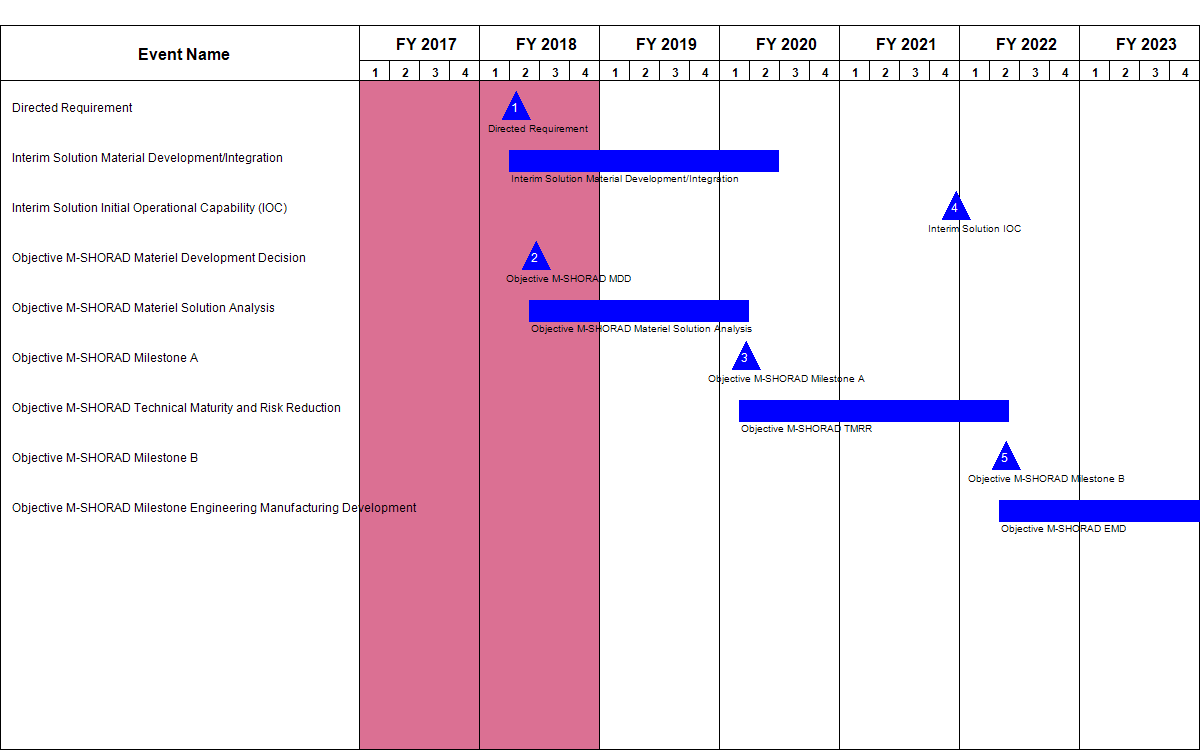 Event Name
FY 2017 FY 2018 FY 2019 FY 2020 FY 2021 FY 2022 FY 2023
1 2 3 4 1 2 3 4 1 2 3 4 1 2 3 4 1 2 3 4 1 2 3 4 1 2 3 4
Directed Requirement
1
Directed Requirement
Interim Solution Material Development/Integration
Interim Solution Material Development/Integration
Interim Solution Initial Operational Capability (IOC)
4
Interim Solution IOC
Objective M-SHORAD Materiel Development Decision
2
Objective M-SHORAD MDD
Objective M-SHORAD Materiel Solution Analysis
Objective M-SHORAD Materiel Solution Analysis
Objective M-SHORAD Milestone A
3
Objective M-SHORAD Milestone A
Objective M-SHORAD Technical Maturity and Risk Reduction
Objective M-SHORAD TMRR
Objective M-SHORAD Milestone B
5
Objective M-SHORAD Milestone B
Objective M-SHORAD Milestone Engineering Manufacturing Development
Objective M-SHORAD EMD